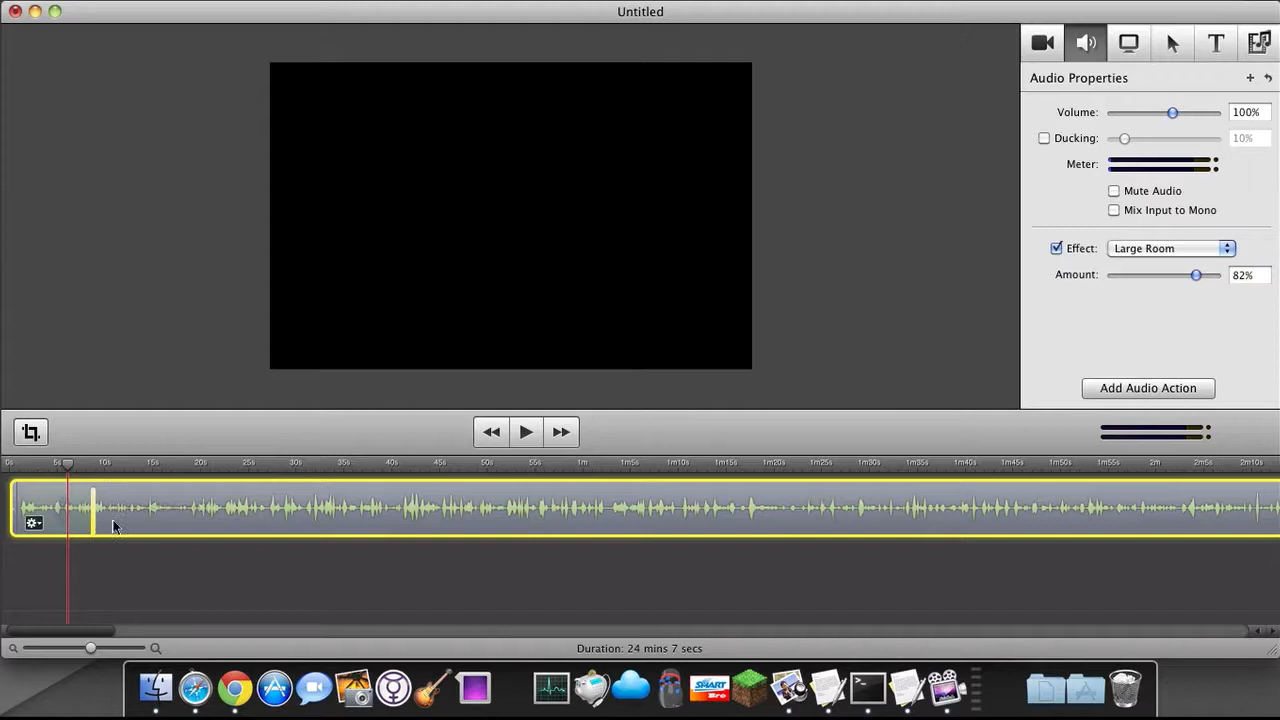 Untitled
T
Audio Properties + 
Volume: 100%
Ducking: 10%
Meter:
Mute Audio
Mix Input to Mono
Effect: Large Room
Amount: 82%
Add Audio Action
0s 5s 10s 15s 20s 25s 30s 35s 40s 45s 50s 55s 1m 1m5s 1m10s 1m15s 1m20s 1m25s 1m30s 1m35s 1m40s 1m45s 1m50s 1m55s 2m 2m5s 2m10s
Duration: 24 mins 7 secs
SMART
Bro